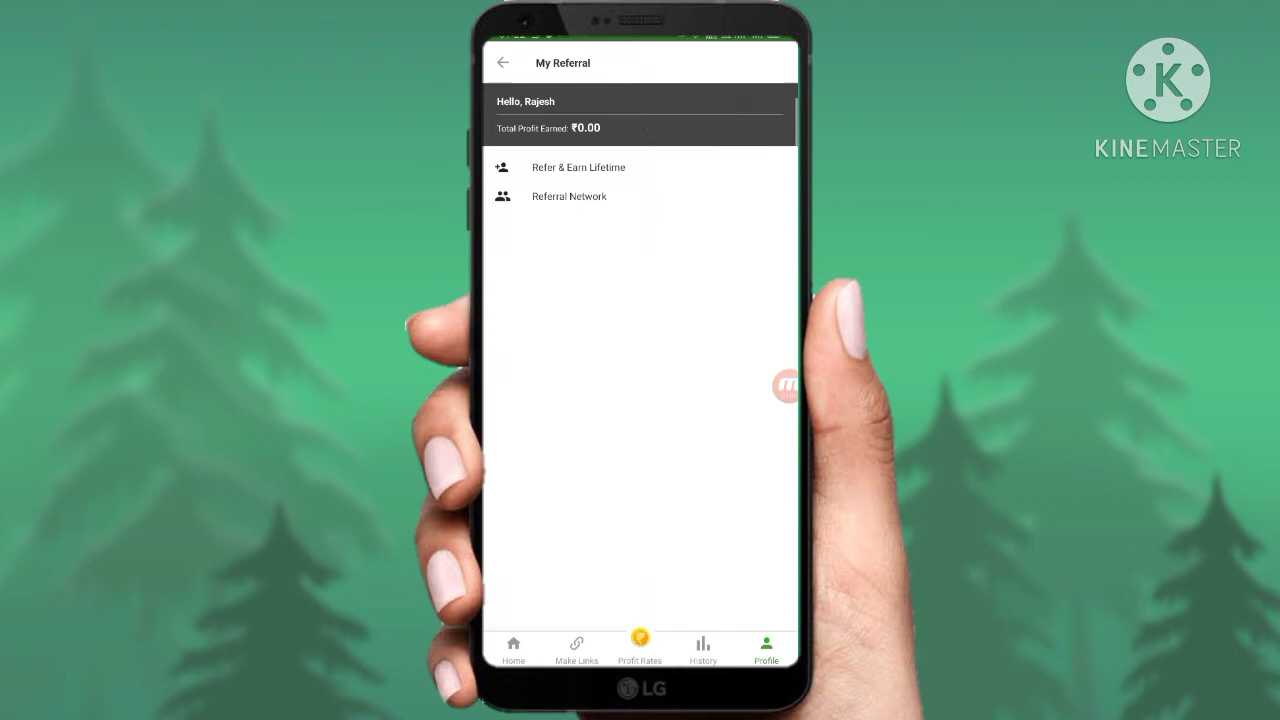 My Referral
Hello, Rajesh
Total Profit Earned: ₹0.00
Refer & Earn Lifetime
Referral Network
Home
Make Links
Profit Rates
History
Profile
LG
K
KINEMASTER